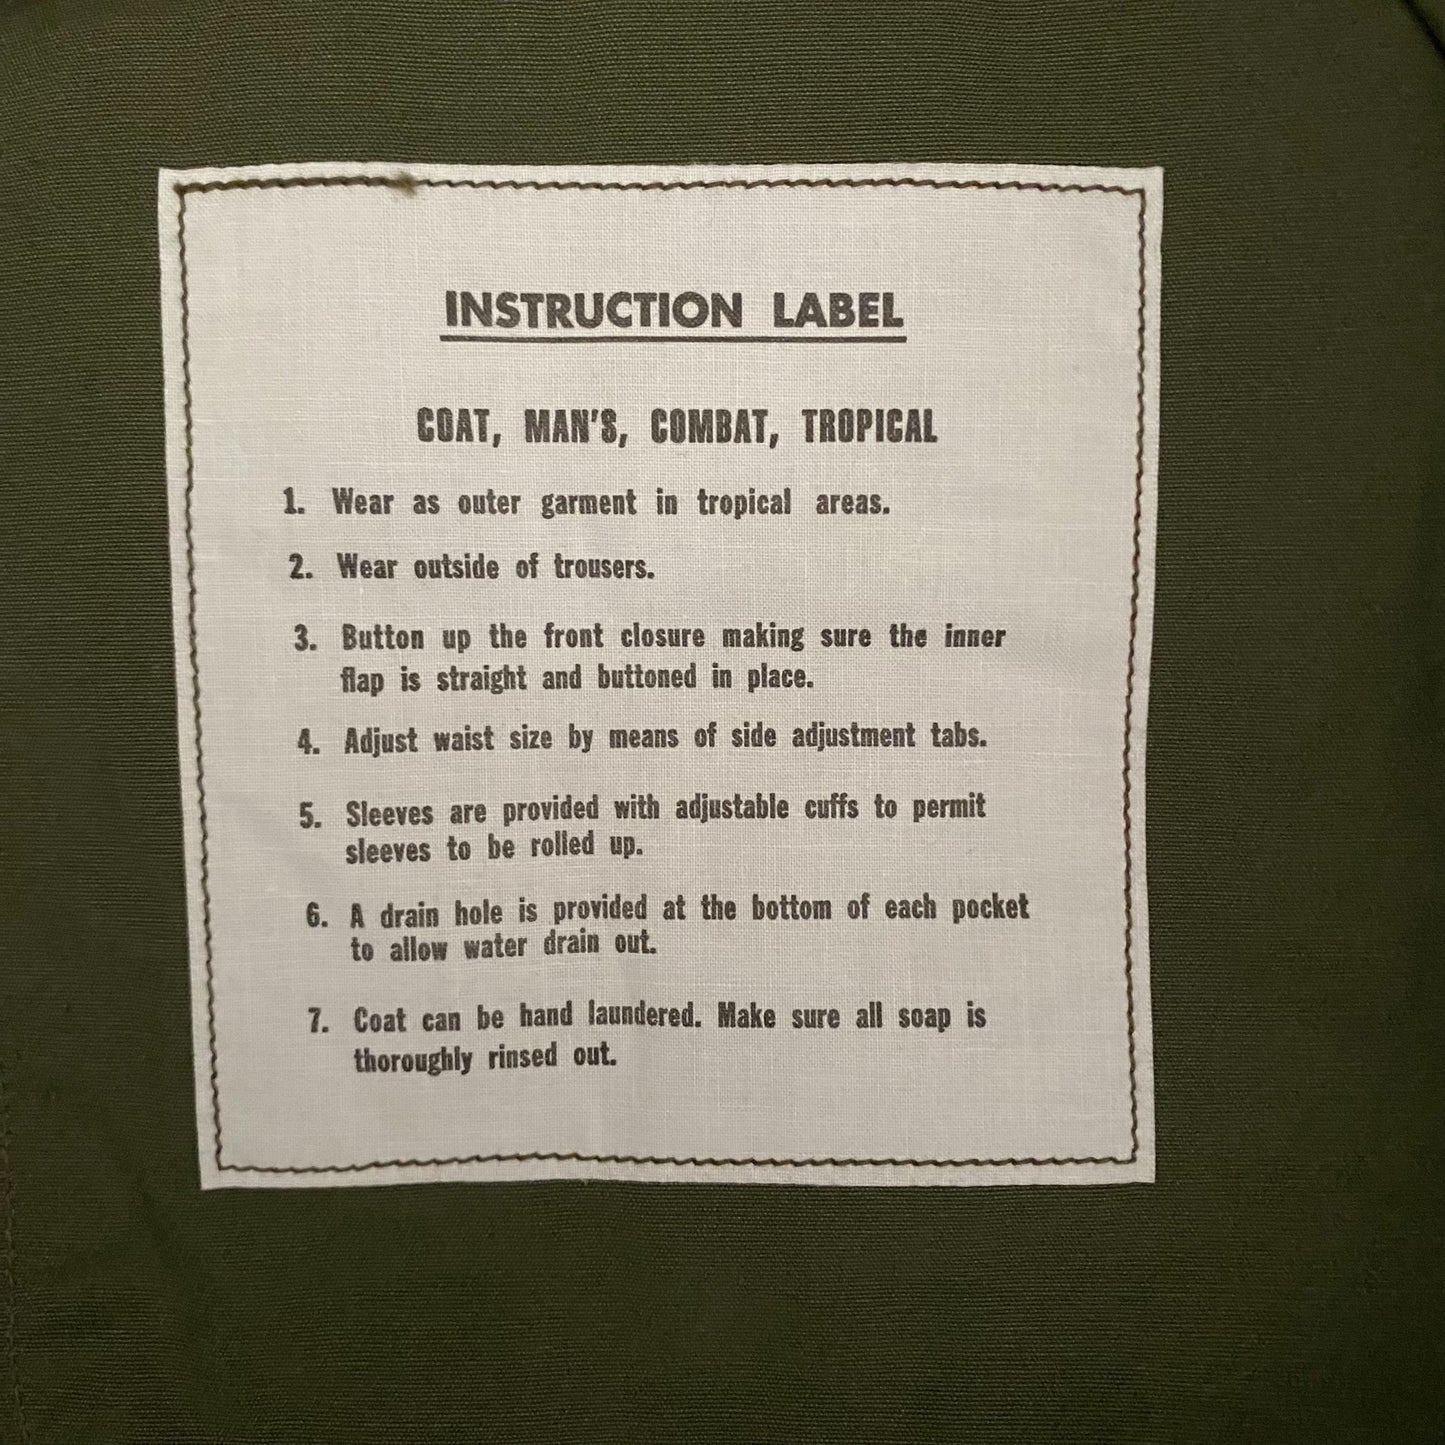 INSTRUCTION LABEL
COAT, MAN'S, COMBAT, TROPICAL
1. Wear as outer garment in tropical areas.
2. Wear outside of trousers.
3. Button up the front closure making sure the inner
flap is straight and buttoned in place.
4. Adjust waist size by means of side adjustment tabs.
5. Sleeves are provided with adjustable cuffs to permit
sleeves to be rolled up.
6. A drain hole is provided at the bottom of each pocket
to allow water drain out.
7. Coat can be hand laundered. Make sure all soap is
thoroughly rinsed out.